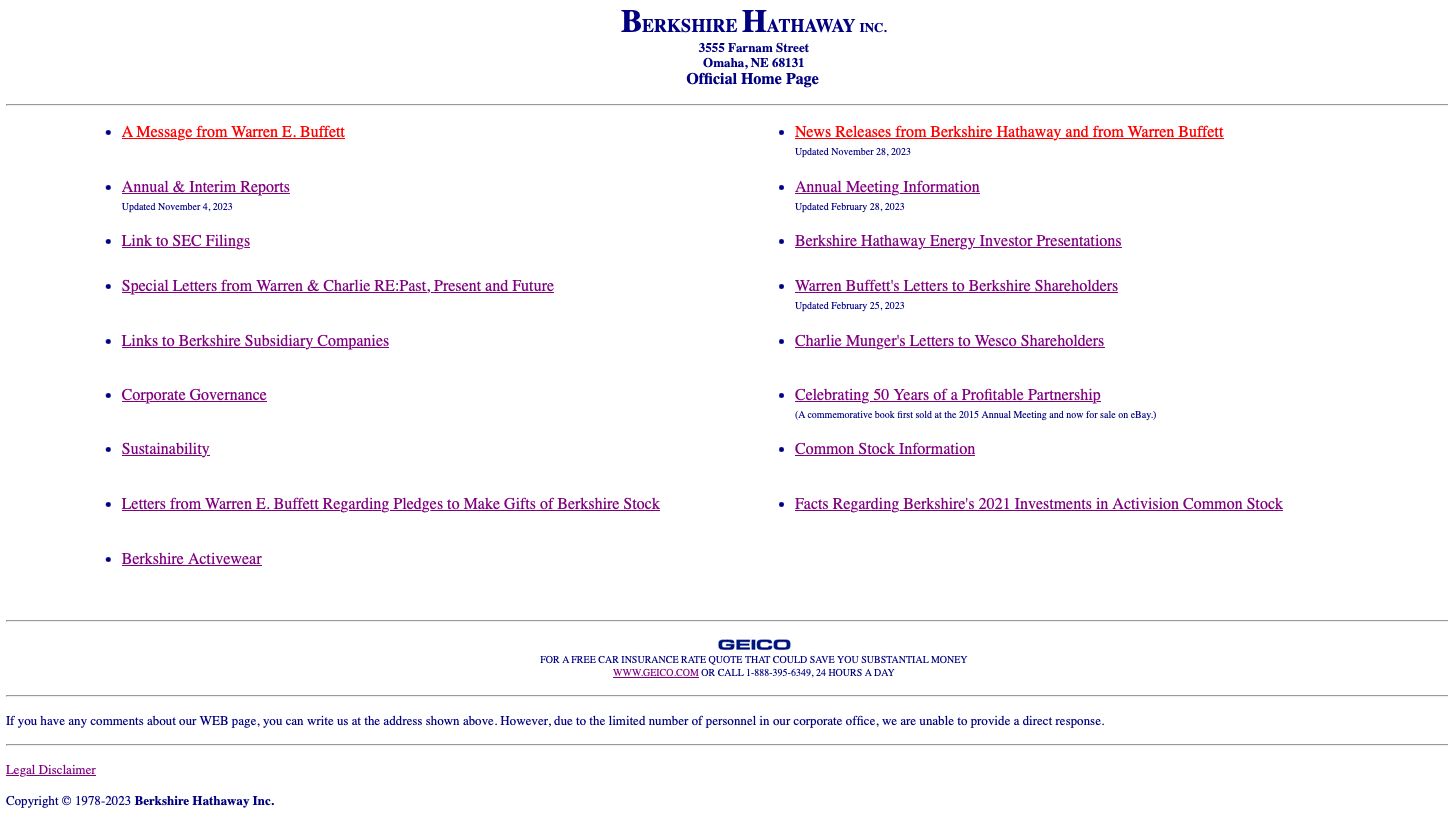 BERKSHIRE HATHAWAY INC.
3555 Farnam Street
Omaha, NE 68131
Official Home Page
A Message from Warren E. Buffett
News Releases from Berkshire Hathaway and from Warren Buffett
Updated November 28, 2023
Annual & Interim Reports
Updated November 4, 2023
Annual Meeting Information
Updated February 28, 2023
Link to SEC Filings
Berkshire Hathaway Energy Investor Presentations
Special Letters from Warren & Charlie RE:Past, Present and Future
Warren Buffett's Letters to Berkshire Shareholders
Updated February 25, 2023
Links to Berkshire Subsidiary Companies
Charlie Munger's Letters to Wesco Shareholders
Corporate Governance
Celebrating 50 Years of a Profitable Partnership
(A commemorative book first sold at the 2015 Annual Meeting and now for sale on eBay.)
Sustainability
Common Stock Information
Letters from Warren E. Buffett Regarding Pledges to Make Gifts of Berkshire Stock
Facts Regarding Berkshire's 2021 Investments in Activision Common Stock
Berkshire Activewear
GEICO
FOR A FREE CAR INSURANCE RATE QUOTE THAT COULD SAVE YOU SUBSTANTIAL MONEY
WWW.GEICO.COM OR CALL 1-888-395-6349, 24 HOURS A DAY
If you have any comments about our WEB page, you can write us at the address shown above. However, due to the limited number of personnel in our corporate office, we are unable to provide a direct response.
Legal Disclaimer
Copyright © 1978-2023 Berkshire Hathaway Inc.